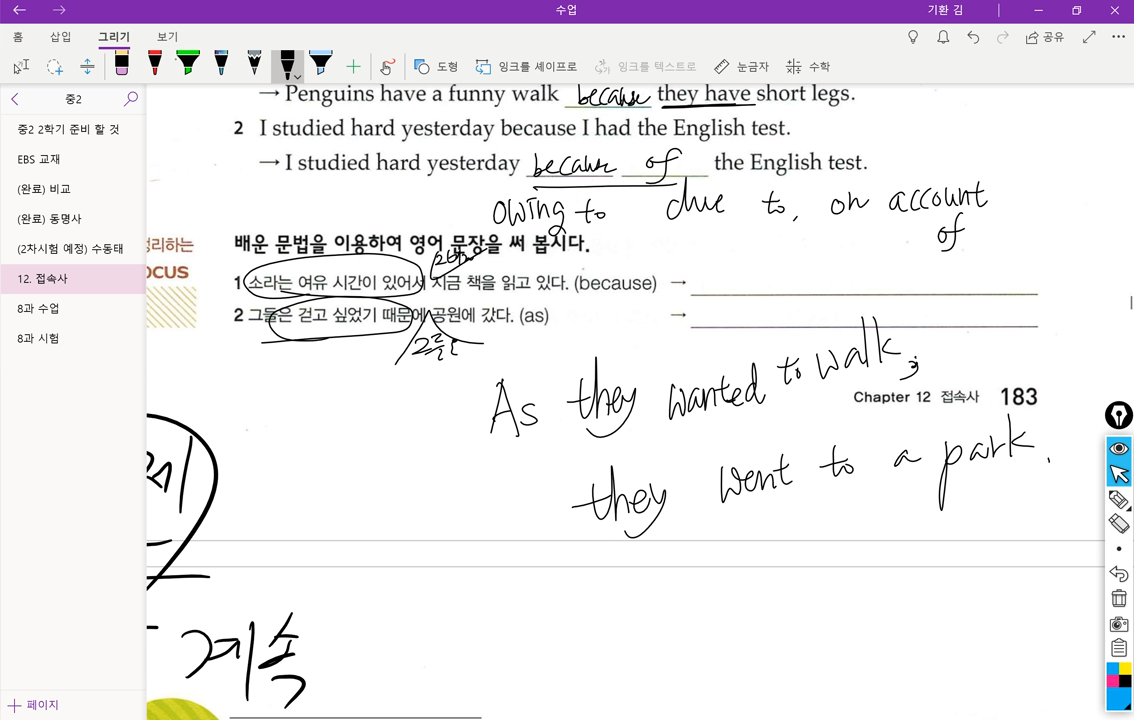 수업
기환 김
홈 삽입 그리기 보기
공유
도형 잉크를 셰이프로 잉크를 텍스트로 눈금자 수학
중2
중2 2학기 준비 할 것
EBS 교재
(완료) 비교
(완료) 동명사
(2차시험 예정) 수동태
12. 접속사
8과 수업
8과 시험
페이지
→ Penguins have a funny walk because they have short legs.
2 I studied hard yesterday because I had the English test.
→ I studied hard yesterday because of the English test.
owing to due to, on account of
정리하는
FOCUS
배운 문법을 이용하여 영어 문장을 써 봅시다.
1 소라는 여유 시간이 있어서 지금 책을 읽고 있다. (because) →
2 그들은 걷고 싶었기 때문에 공원에 갔다. (as) →
As they wanted to walk,
Chapter 12 접속사 183
they went to a park.
계속